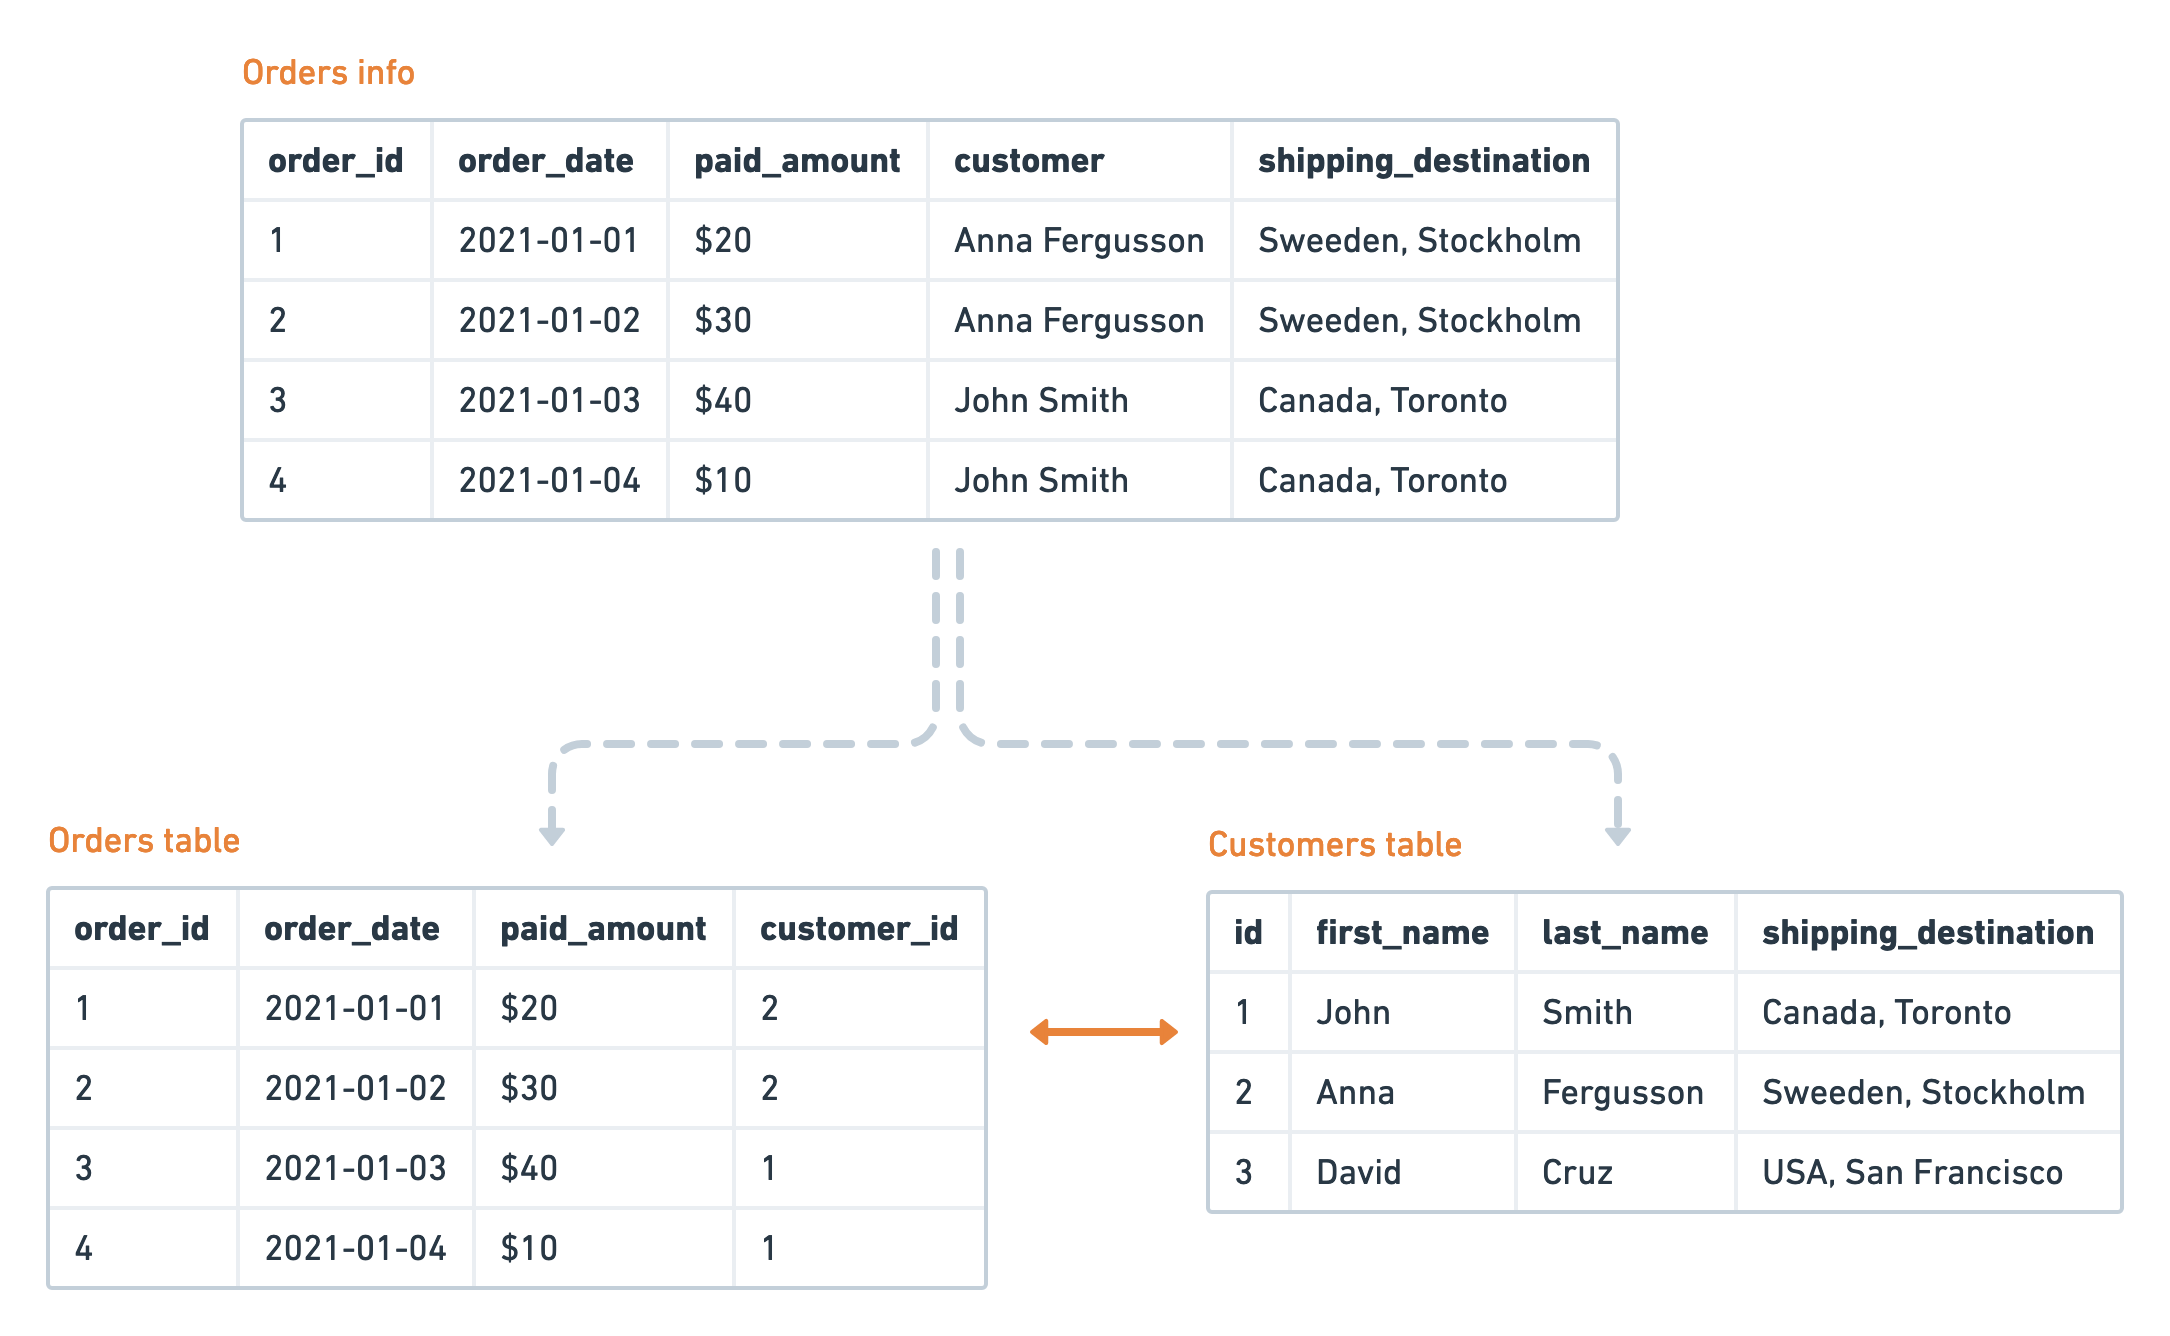 Orders info
order_id order_date paid_amount customer shipping_destination
1 2021-01-01 $20 Anna Fergusson Sweeden, Stockholm
2 2021-01-02 $30 Anna Fergusson Sweeden, Stockholm
3 2021-01-03 $40 John Smith Canada, Toronto
4 2021-01-04 $10 John Smith Canada, Toronto
Orders table
order_id order_date paid_amount customer_id
1 2021-01-01 $20 2
2 2021-01-02 $30 2
3 2021-01-03 $40 1
4 2021-01-04 $10 1
Customers table
id first_name last_name shipping_destination
1 John Smith Canada, Toronto
2 Anna Fergusson Sweeden, Stockholm
3 David Cruz USA, San Francisco